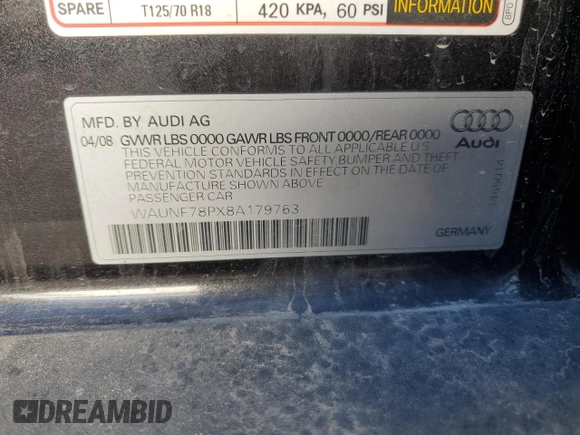 SPARE T125/70 R18 420 KPA, 60 PSI INFORMATION
MFD. BY AUDI AG
04/08 GVWR LBS 0000 GAWR LBS FRONT 0000/REAR 0000
THIS VEHICLE CONFORMS TO ALL APPLICABLE U.S.
FEDERAL MOTOR VEHICLE SAFETY BUMPER AND THEFT
PREVENTION STANDARDS IN EFFECT ON THE DATE OF
MANUFACTURE SHOWN ABOVE
PASSENGER CAR
WAUNF78PX8A179763
GERMANY
Audi
DREAMBID